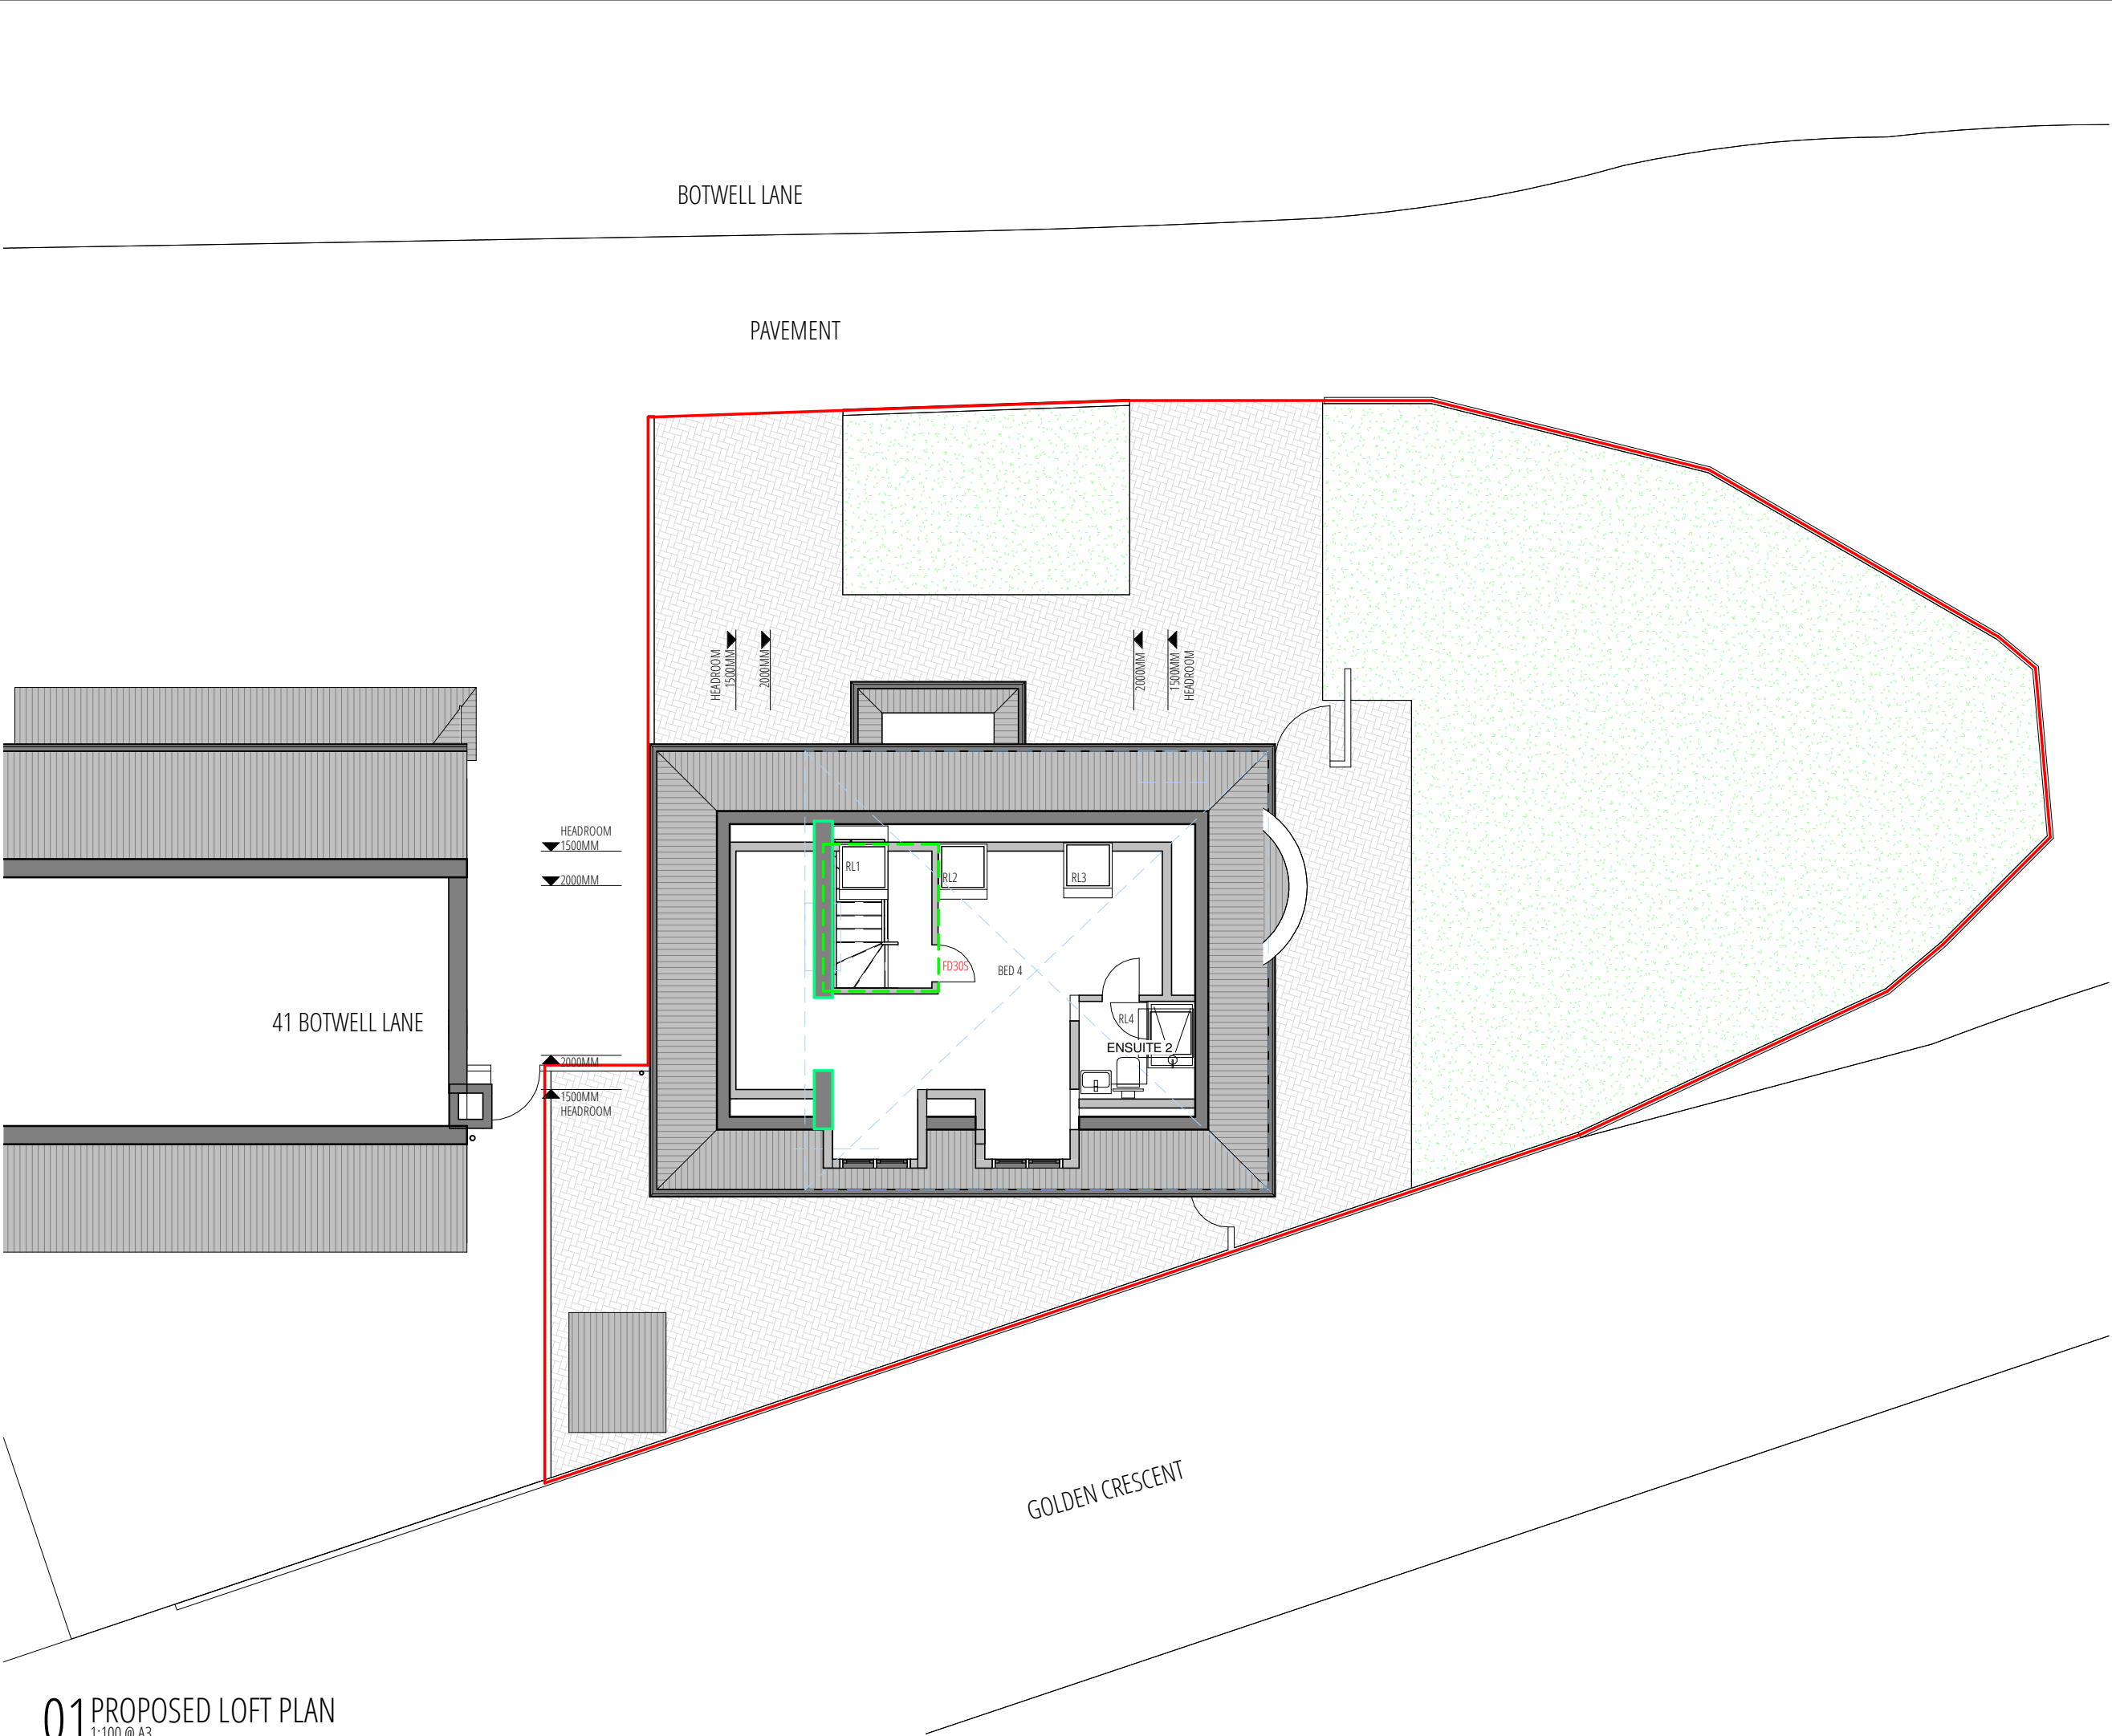 BOTWELL LANE
PAVEMENT
HEADROOM
1500MM
2000MM
2000MM
1500MM
HEADROOM
HEADROOM
1500MM
2000MM
RL1
RL2
RL3
FD30S
BED 4
RL4
ENSUITE 2
41 BOTWELL LANE
2000MM
1500MM
HEADROOM
GOLDEN CRESCENT
01 PROPOSED LOFT PLAN
1:100 @ A3